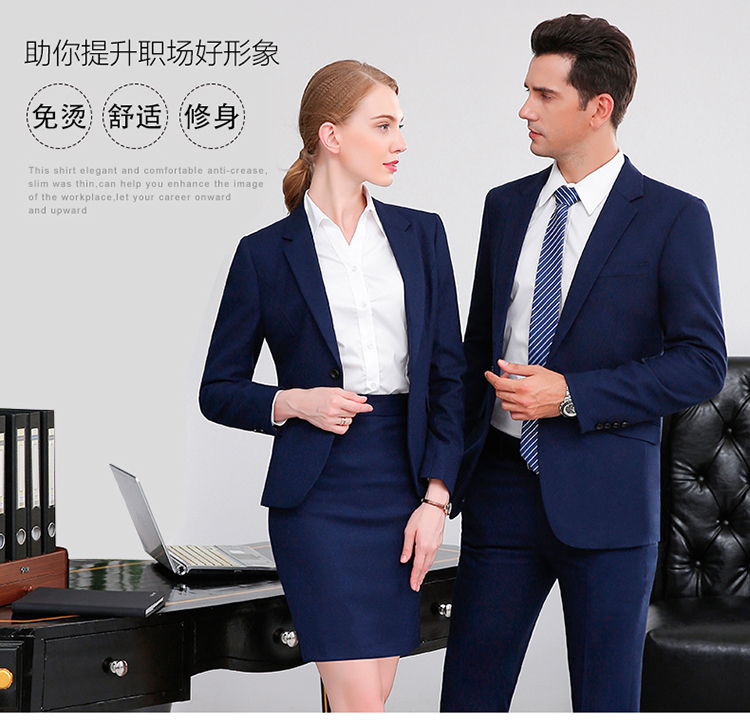 助你提升职场好形象
免烫 舒适 修身
This shirt elegant and comfortable anti-crease,
slim was thin,can help you enhance the image
of the workplace,let your career onward
and upward